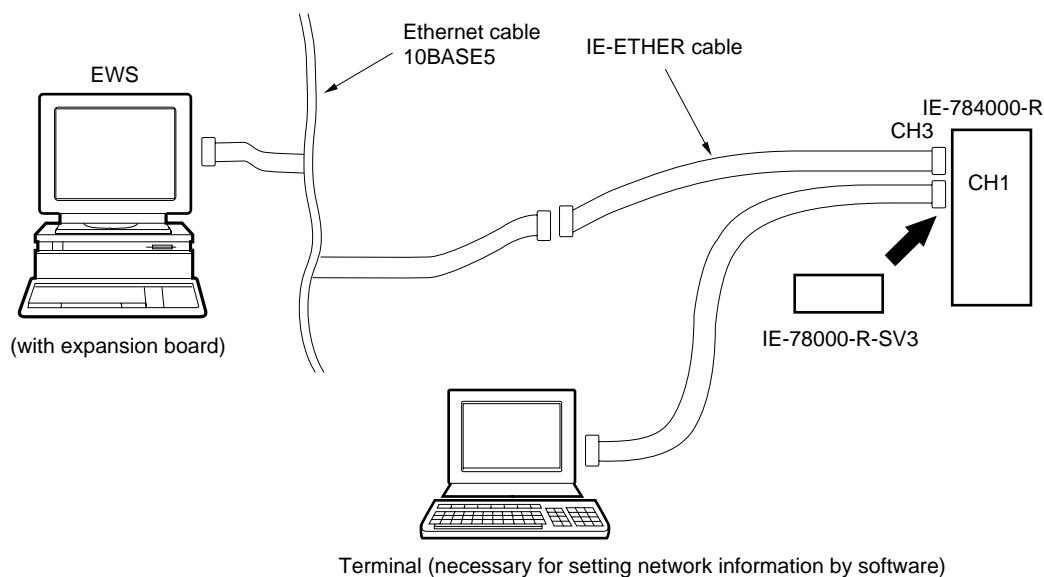 Ethernet cable
10BASE5
IE-ETHER cable
EWS
IE-784000-R
CH3
CH1
IE-78000-R-SV3
(with expansion board)
Terminal (necessary for setting network information by software)